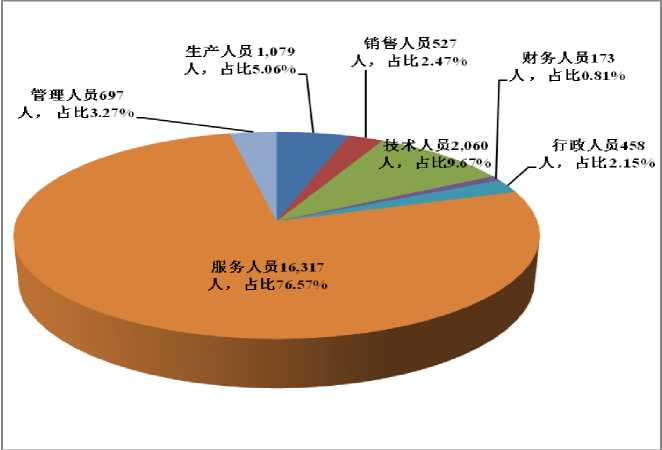 生产人员 1,079
人， 占比5.06%
销售人员527
人，占比2.47%
财务人员173
人，占比0.81%
管理人员697
人， 占比3.27%
技术人员2,060
人，占比9.67%
行政人员458
人，占比2.15%
服务人员16,317
人， 占比76.57%